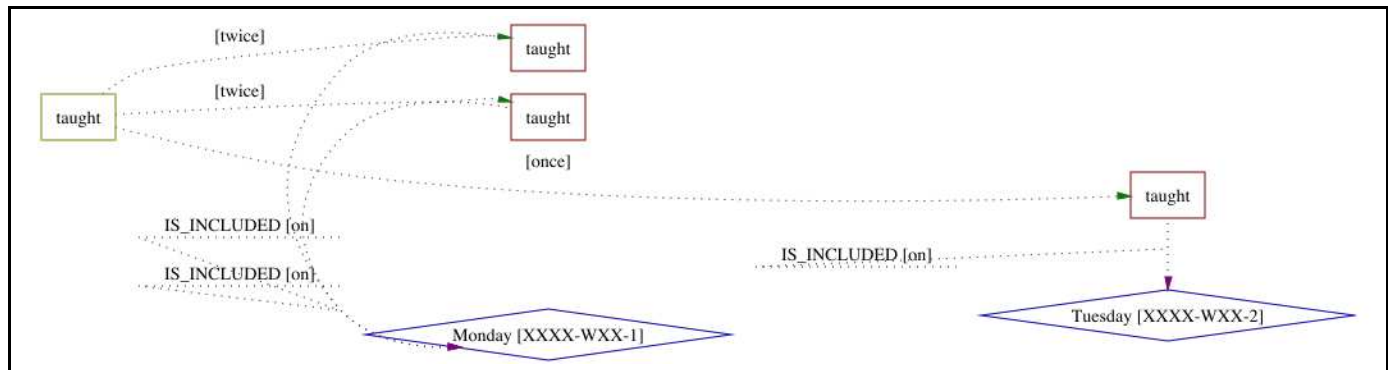 [twice]
taught
[twice]
taught
taught
[once]
taught
IS_INCLUDED [on]
IS_INCLUDED [on]
IS_INCLUDED [on]
Monday [XXXX-WXX-1]
Tuesday [XXXX-WXX-2]